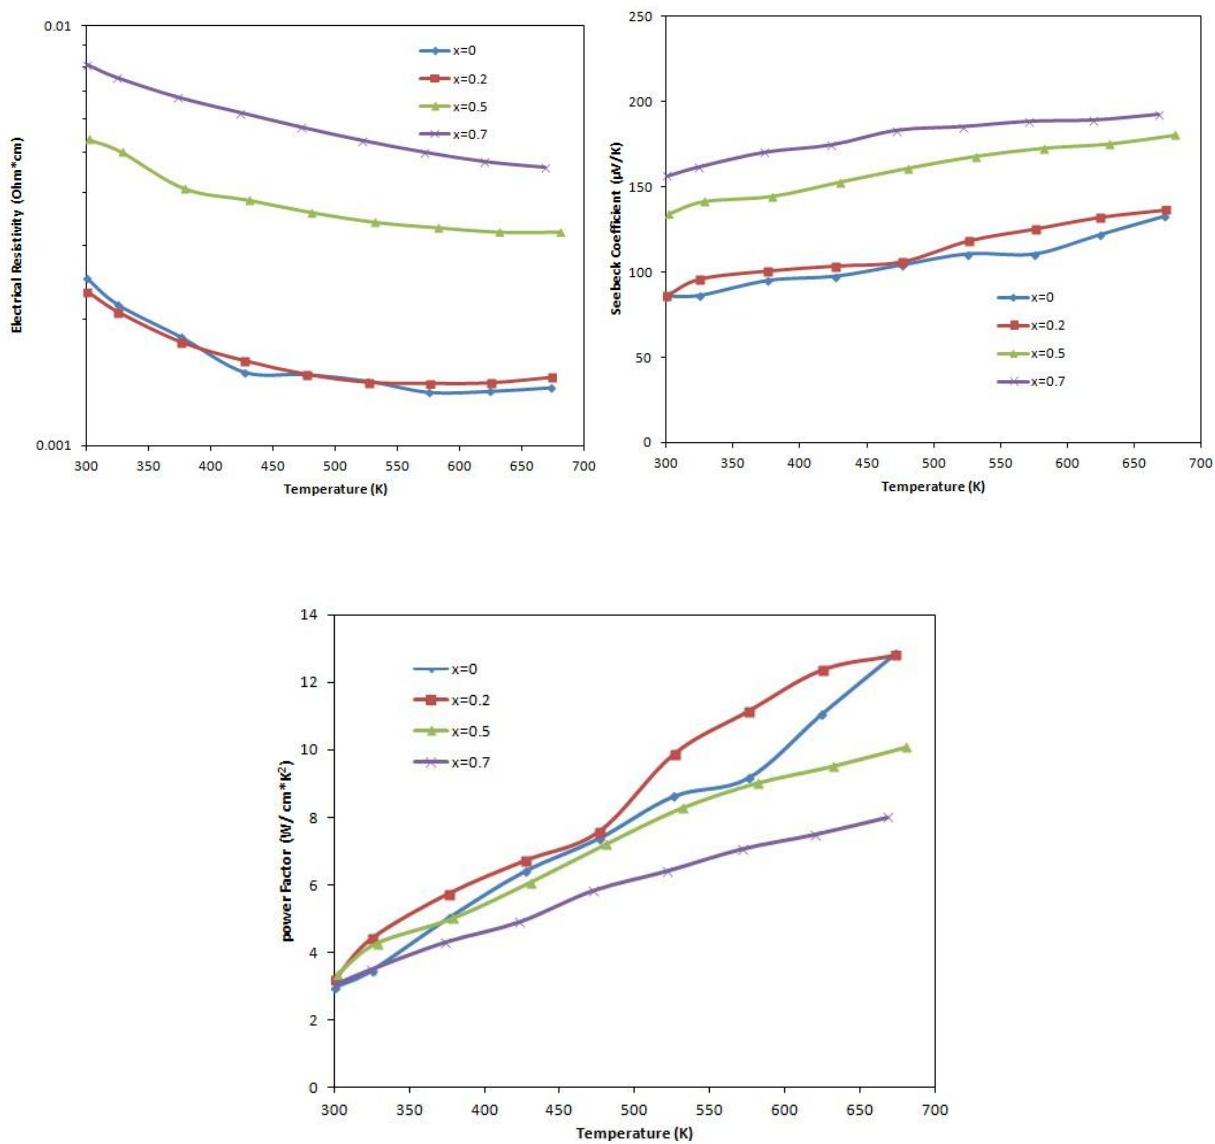 0.01
0.001
Electrical Resistivity (Ohm*cm)
x=0
x=0.2
x=0.5
x=0.7
300 350 400 450 500 550 600 650 700
Temperature (K)
250
200
150
100
50
0
Seebeck Coefficient (µV/K)
x=0
x=0.2
x=0.5
x=0.7
300 350 400 450 500 550 600 650 700
Temperature (K)
14
12
10
8
6
4
2
0
power Factor (W/ cm*K²)
x=0
x=0.2
x=0.5
x=0.7
300 350 400 450 500 550 600 650 700
Temperature (K)